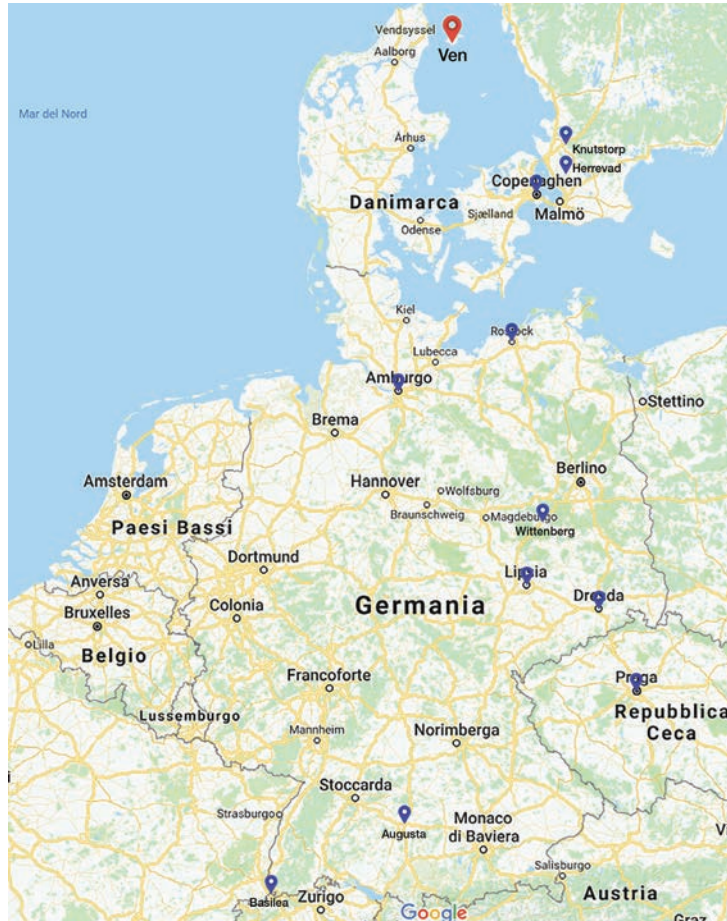 Vendsyssel
Aalborg
Ven
Mar del Nord
Århus
Knutstorp
Herrevad
Copenaghen
Danimarca
Sjælland
Malmö
Odense
Kiel
Rostock
Lubecca
Amburgo
Stettino
Brema
Berlino
Hannover
Wolfsburg
Amsterdam
Braunschweig
Magdeburgo
Paesi Bassi
Wittenberg
Dortmund
Lipsia
Anversa
Dresda
Colonia
Germania
Bruxelles
Lilla
Belgio
Francoforte
Praga
Repubblica
Ceca
Lussemburgo
Mannheim
Norimberga
Stoccarda
Strasburgo
Augusta
Monaco
di Baviera
Salisburgo
Basilea
Zurigo
Austria
Google
Graz